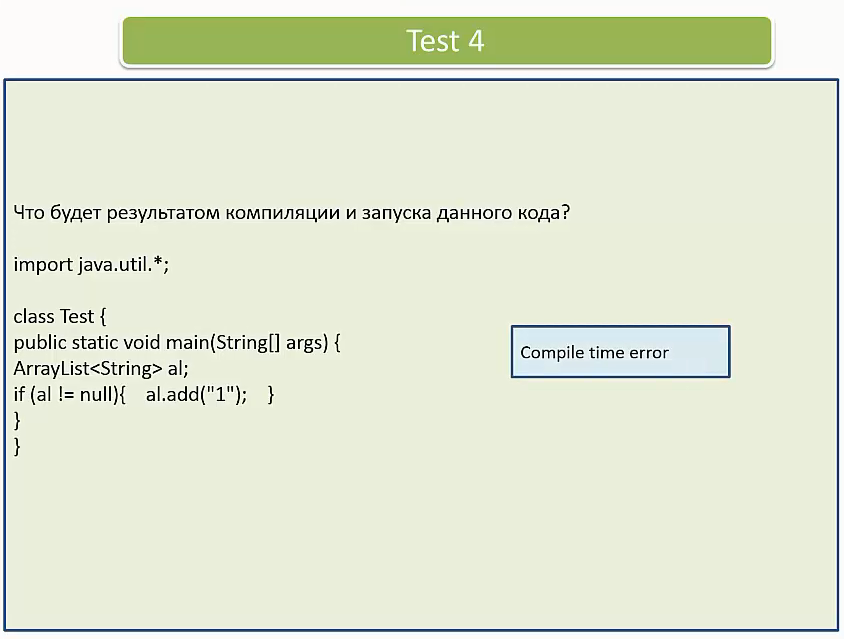 Test 4
Что будет результатом компиляции и запуска данного кода?
import java.util.*;
class Test {
public static void main(String[] args) {
ArrayList<String> al;
if (al != null){    al.add("1");    }
}
}
Compile time error